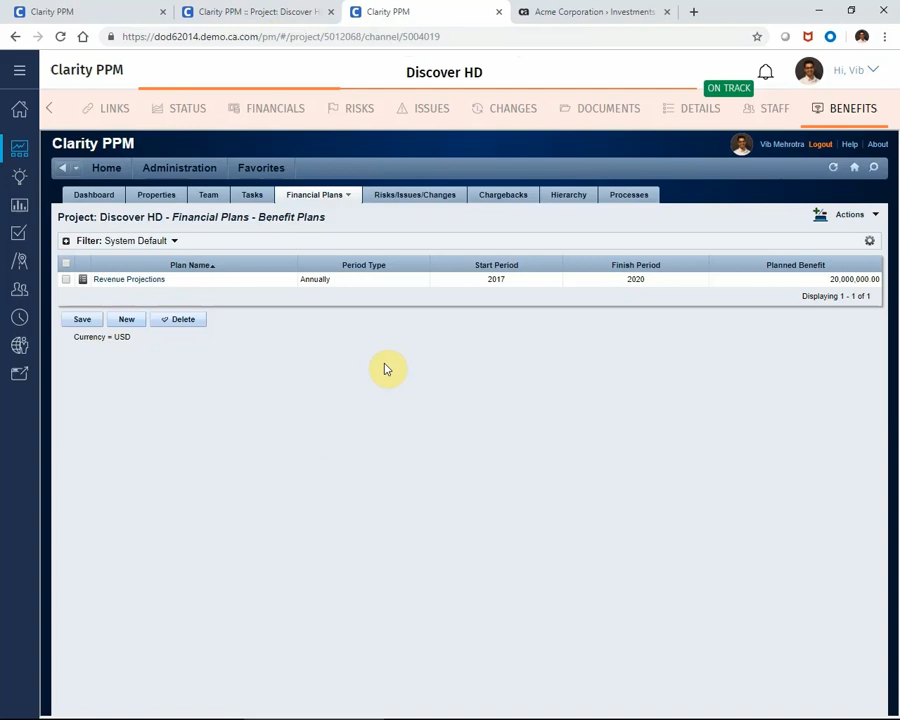 Clarity PPM
Clarity PPM :: Project: Discover H
Clarity PPM
ca Acme Corporation › Investments
https://dod62014.demo.ca.com/pm/#/project/5012068/channel/5004019
Clarity PPM
Discover HD
Hi, Vib
ON TRACK
LINKS STATUS FINANCIALS RISKS ISSUES CHANGES DOCUMENTS DETAILS STAFF BENEFITS
Clarity PPM
Vib Mehrotra Logout Help About
Home Administration Favorites
Dashboard Properties Team Tasks Financial Plans Risks/Issues/Changes Chargebacks Hierarchy Processes
Project: Discover HD - Financial Plans - Benefit Plans
Actions
Filter: System Default
Plan Name Period Type Start Period Finish Period Planned Benefit
Revenue Projections Annually 2017 2020 20,000,000.00
Displaying 1 - 1 of 1
Save New Delete
Currency = USD